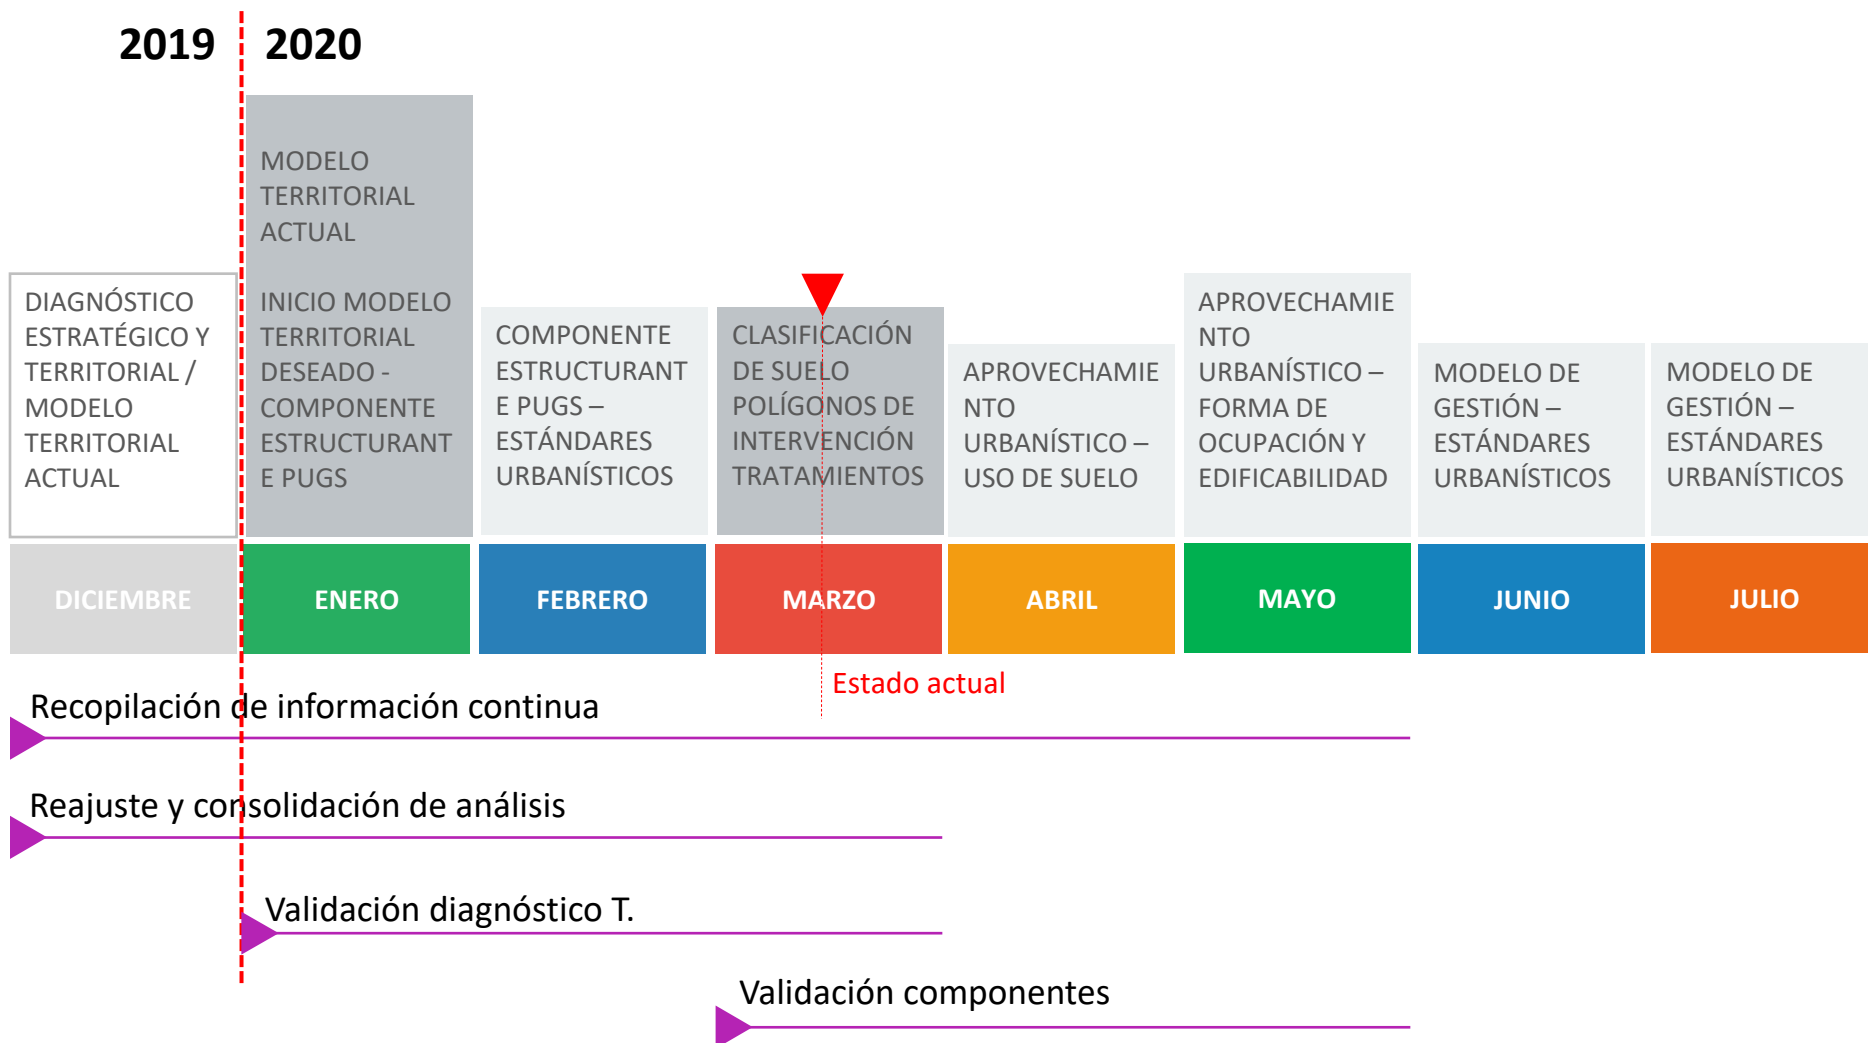 2019
2020
DIAGNÓSTICO
ESTRATÉGICO Y
TERRITORIAL /
MODELO
TERRITORIAL
ACTUAL
MODELO
TERRITORIAL
ACTUAL
INICIO MODELO
TERRITORIAL
DESEADO -
COMPONENTE
ESTRUCTURANT
E PUGS
COMPONENTE
ESTRUCTURANT
E PUGS –
ESTÁNDARES
URBANÍSTICOS
CLASIFICACIÓN
DE SUELO
POLÍGONOS DE
INTERVENCIÓN
TRATAMIENTOS
APROVECHAMIE
NTO
URBANÍSTICO –
USO DE SUELO
APROVECHAMIE
NTO
URBANÍSTICO –
FORMA DE
OCUPACIÓN Y
EDIFICABILIDAD
MODELO DE
GESTIÓN –
ESTÁNDARES
URBANÍSTICOS
MODELO DE
GESTIÓN –
ESTÁNDARES
URBANÍSTICOS
DICIEMBRE
ENERO
FEBRERO
MARZO
ABRIL
MAYO
JUNIO
JULIO
Estado actual
Recopilación de información continua
Reajuste y consolidación de análisis
Validación diagnóstico T.
Validación componentes